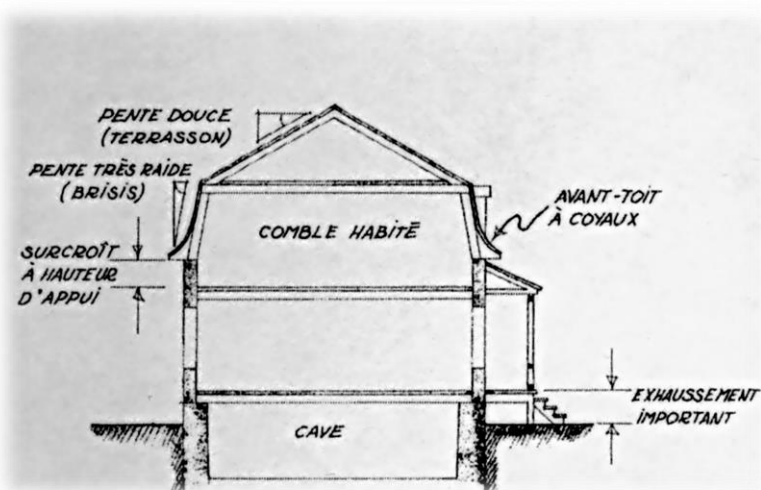 PENTE DOUCE
(TERRASSON)
PENTE TRÈS RAIDE
(BRISIS)
AVANT-TOIT
À COYAUX
COMBLE HABITÉ
SURCROÎT
À HAUTEUR
D'APPUI
EXHAUSSEMENT
IMPORTANT
CAVE